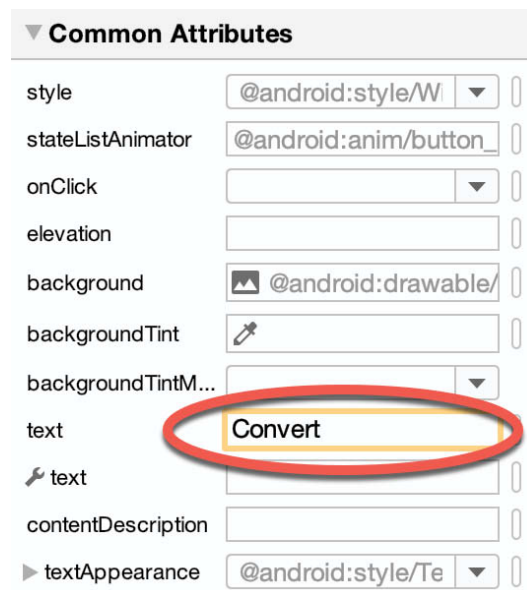 Common Attributes
style @android:style/Wi
stateListAnimator @android:anim/button_
onClick
elevation
background @android:drawable/
backgroundTint
backgroundTintM...
text Convert
text
contentDescription
textAppearance @android:style/Te